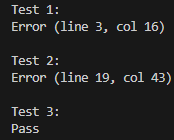 Test 1:
Error (line 3, col 16)
Test 2:
Error (line 19, col 43)
Test 3:
Pass